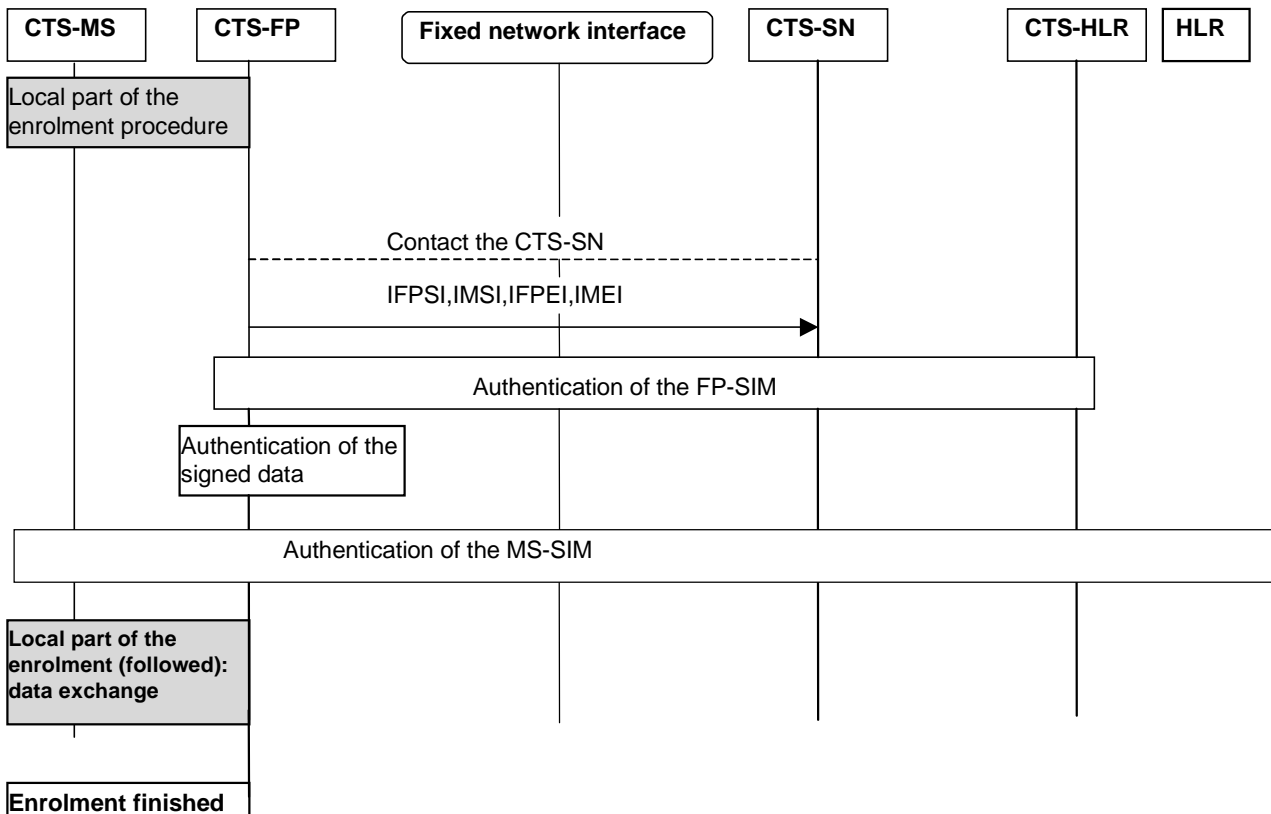 CTS-MS
CTS-FP
Fixed network interface
CTS-SN
CTS-HLR
HLR
Local part of the
enrolment procedure
Contact the CTS-SN
IFPSI,IMSI,IFPEI,IMEI
Authentication of the FP-SIM
Authentication of the
signed data
Authentication of the MS-SIM
Local part of the
enrolment (followed):
data exchange
Enrolment finished